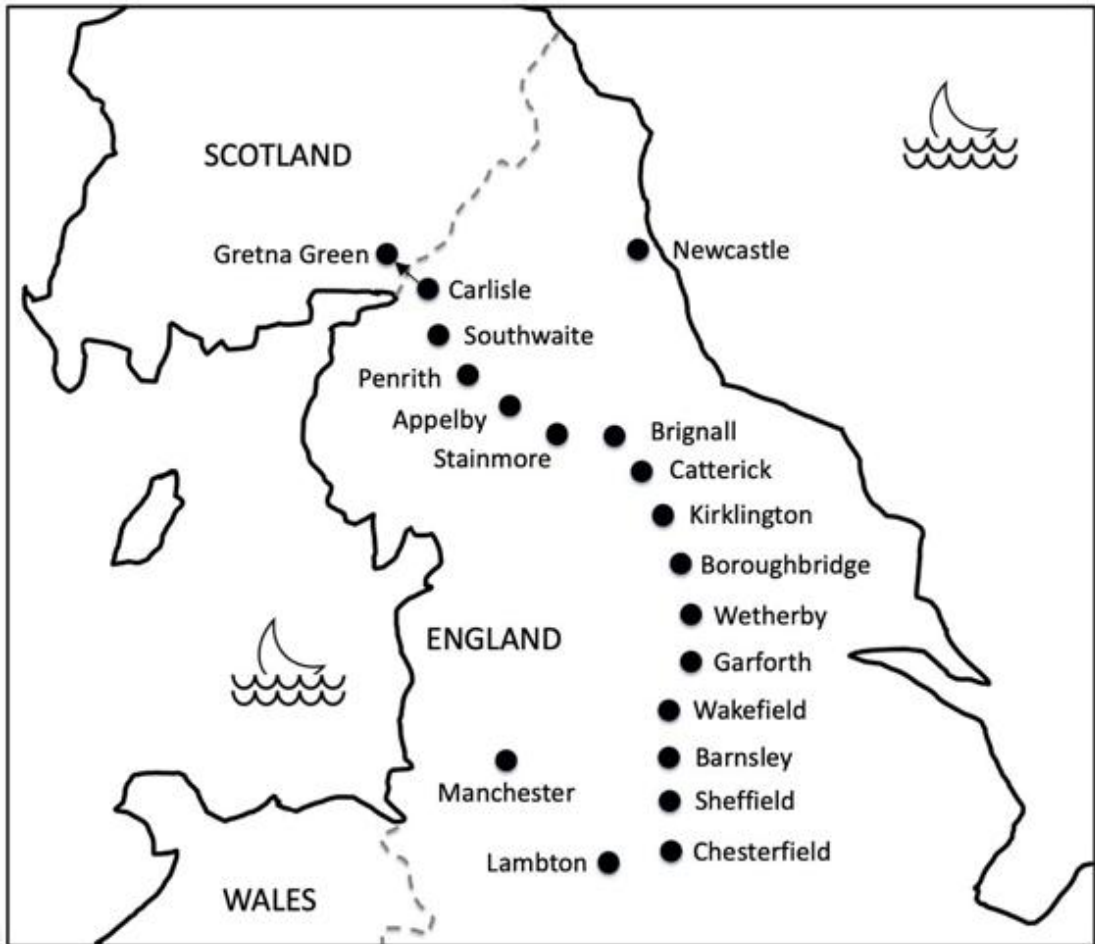 SCOTLAND
Gretna Green
Newcastle
Carlisle
Southwaite
Penrith
Appelby
Brignall
Stainmore
Catterick
Kirklington
Boroughbridge
Wetherby
ENGLAND
Garforth
Wakefield
Barnsley
Manchester
Sheffield
Chesterfield
Lambton
WALES